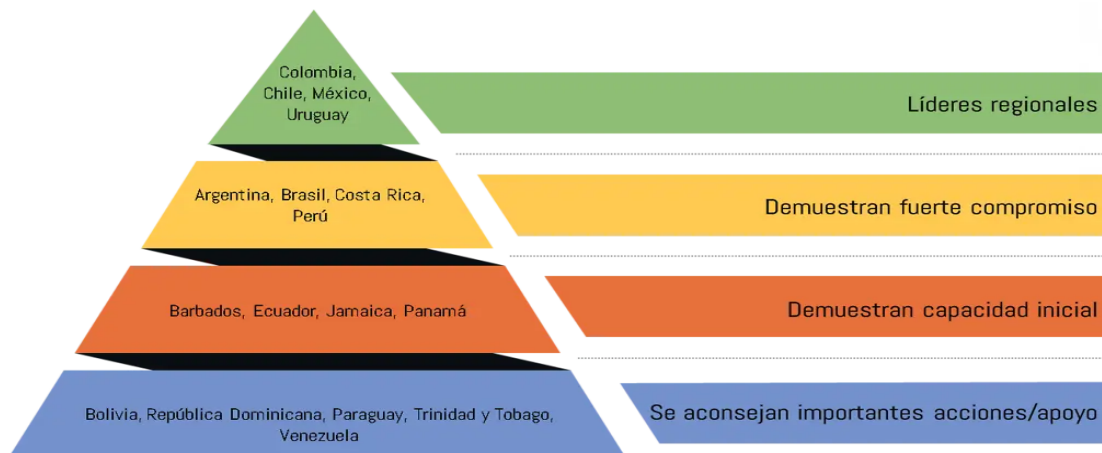 Colombia,
Chile, México,
Uruguay
Líderes regionales
Argentina, Brasil, Costa Rica,
Perú
Demuestran fuerte compromiso
Barbados, Ecuador, Jamaica, Panamá
Demuestran capacidad inicial
Bolivia, República Dominicana, Paraguay, Trinidad y Tobago,
Venezuela
Se aconsejan importantes acciones/apoyo